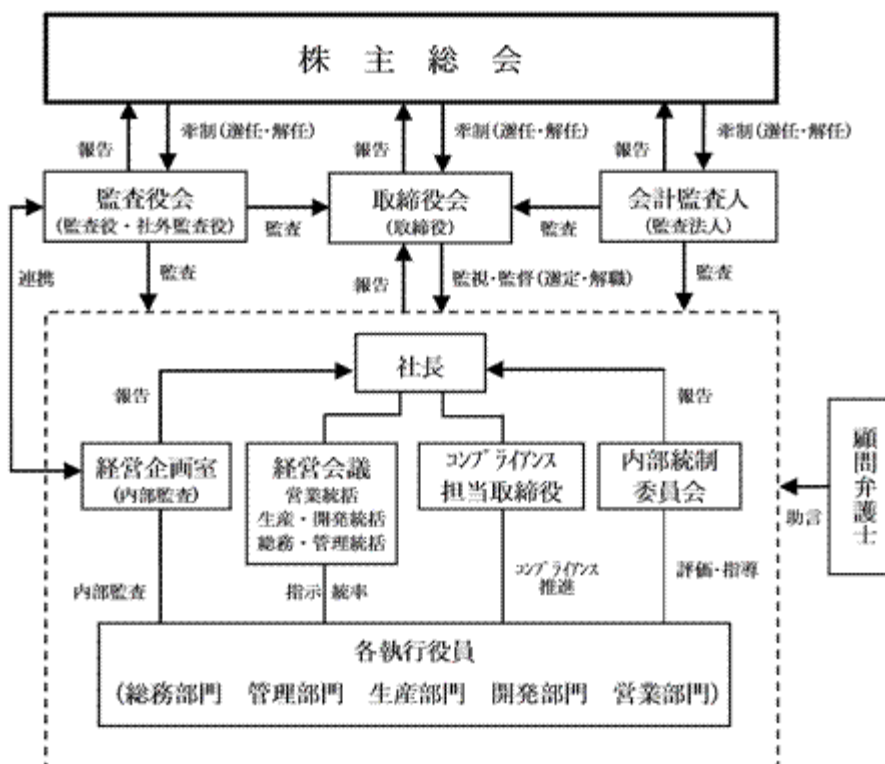 株主総会
報告
牽制(選任・解任)
報告
牽制(選任・解任)
報告
牽制(選任・解任)
監査役会
(監査役・社外監査役)
監査
取締役会
(取締役)
監査
会計監査人
(監査法人)
連携
監査
報告
監視・監督(選定・解職)
監査
社長
報告
報告
経営企画室
(内部監査)
経営会議
営業統括
生産・開発統括
総務・管理統括
コンプライアンス
担当取締役
内部統制
委員会
顧問弁護士
助言
内部監査
指示 統率
コンプライアンス
推進
評価・指導
各執行役員
(総務部門 管理部門 生産部門 開発部門 営業部門)